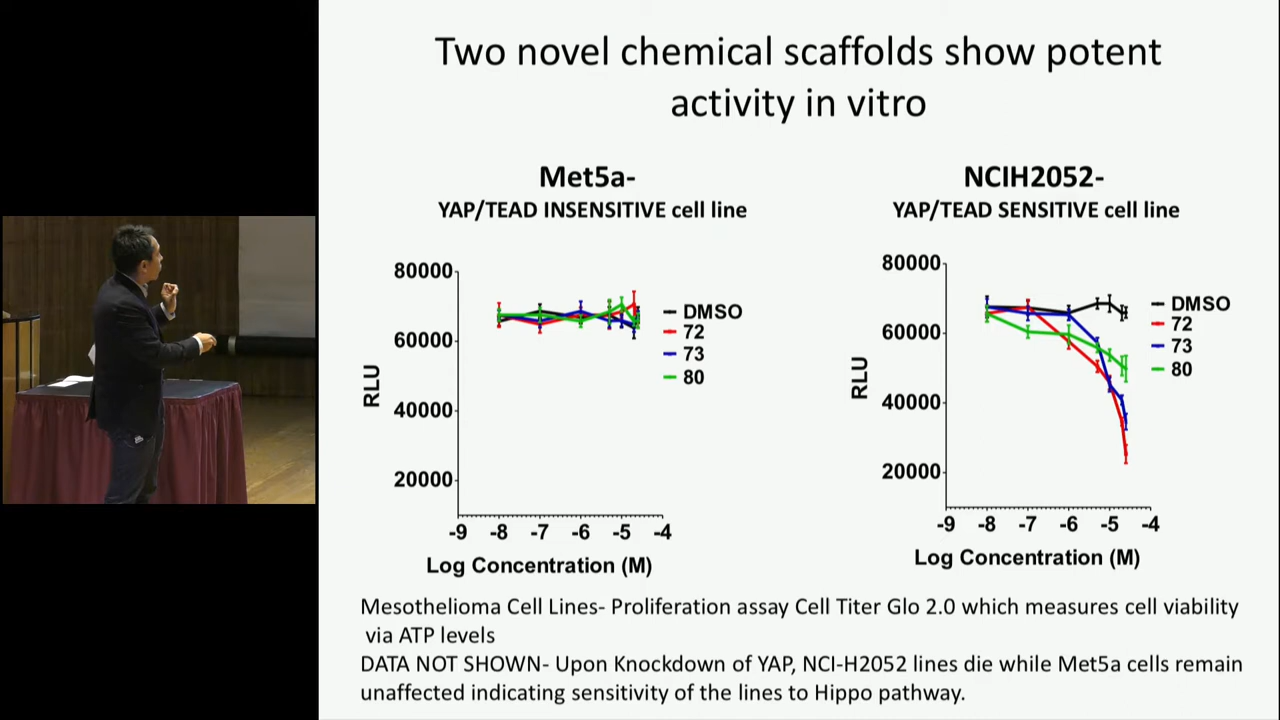 Two novel chemical scaffolds show potent
activity in vitro
Met5a-
YAP/TEAD INSENSITIVE cell line
80000
60000
40000
20000
RLU
-9 -8 -7 -6 -5 -4
Log Concentration (M)
DMSO
72
73
80
NCIH2052-
YAP/TEAD SENSITIVE cell line
80000
60000
40000
20000
RLU
-9 -8 -7 -6 -5 -4
Log Concentration (M)
DMSO
72
73
80
Mesothelioma Cell Lines- Proliferation assay Cell Titer Glo 2.0 which measures cell viability
via ATP levels
DATA NOT SHOWN- Upon Knockdown of YAP, NCI-H2052 lines die while Met5a cells remain
unaffected indicating sensitivity of the lines to Hippo pathway.